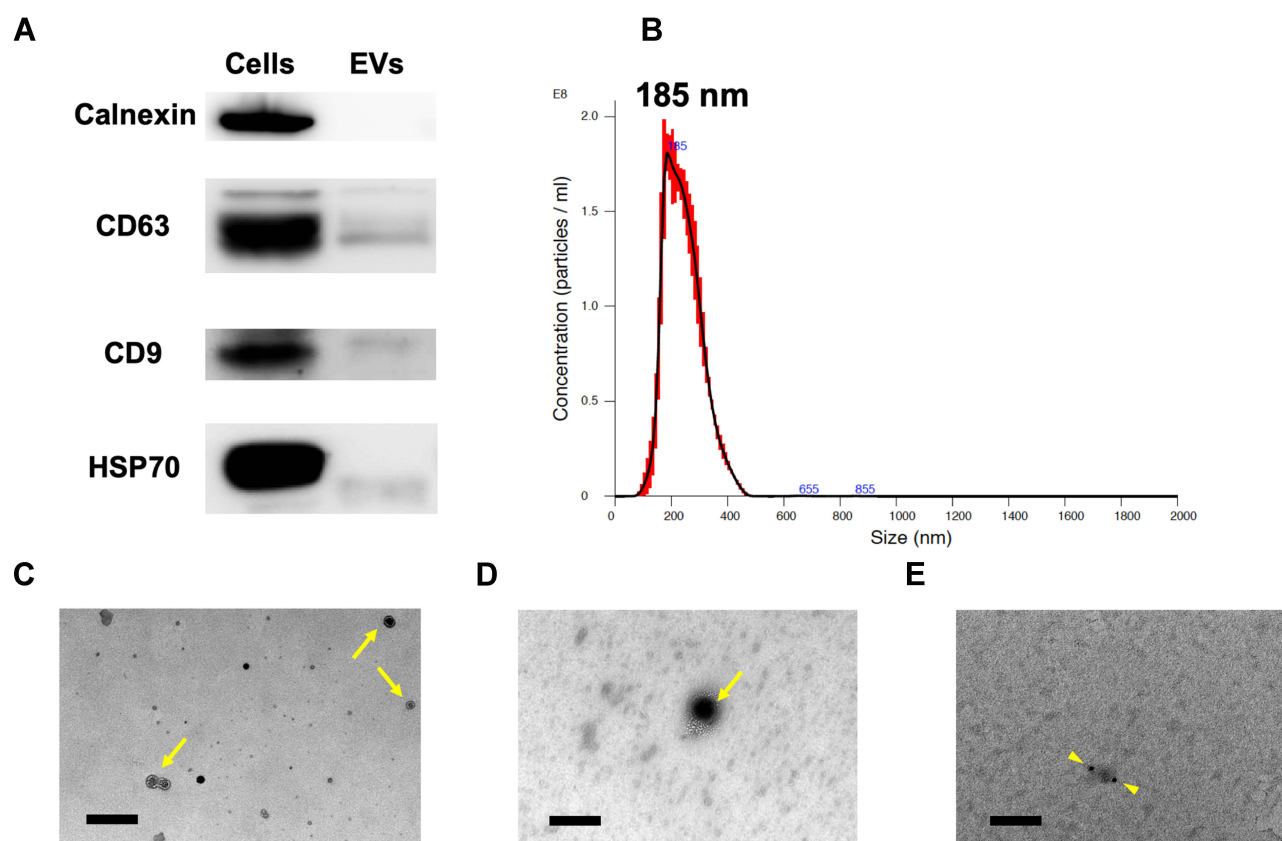 A
Cells EVs
Calnexin
CD63
CD9
HSP70
B
E8
185 nm
Concentration (particles / ml)
2.0
1.5
1.0
0.5
0
185
655
855
0 200 400 600 800 1000 1200 1400 1600 1800 2000
Size (nm)
C
D
E